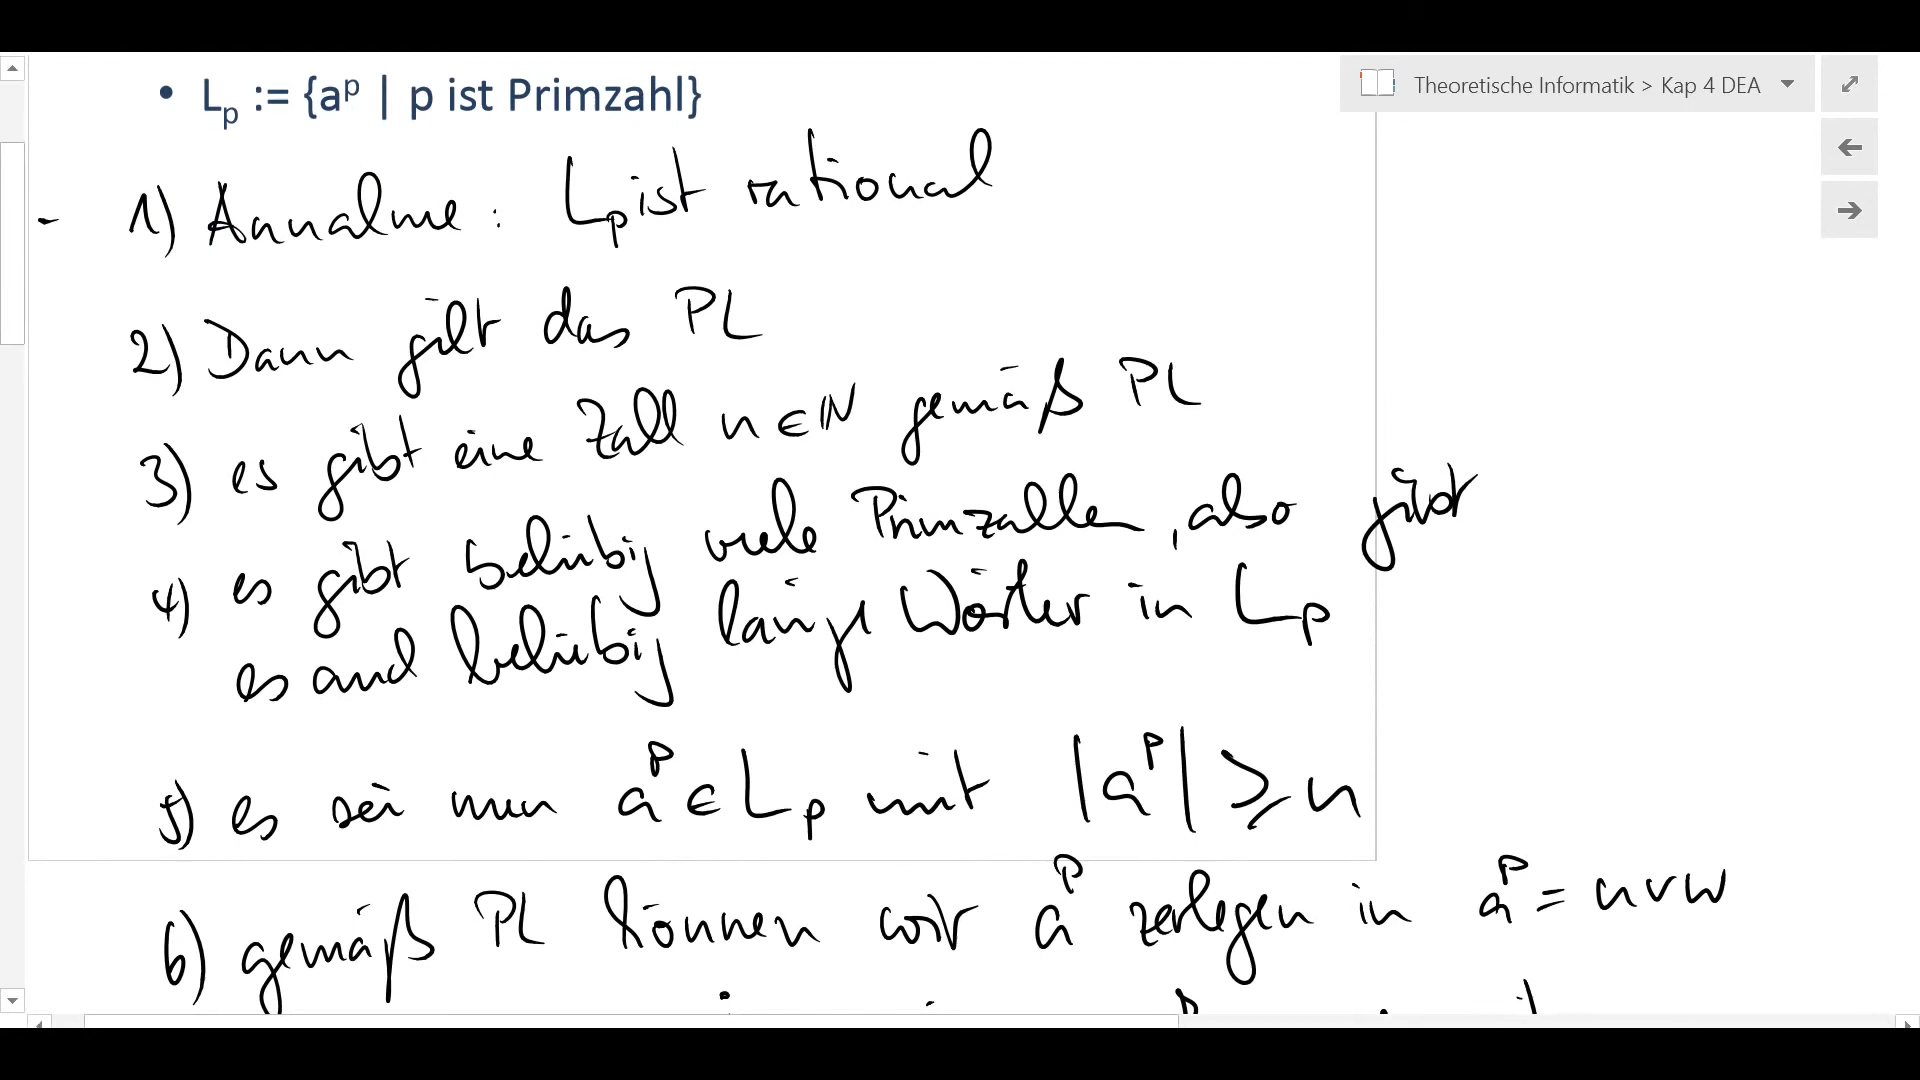 • Lₚ := {aᵖ | p ist Primzahl}
Theoretische Informatik > Kap 4 DEA
- 1) Annahme: Lₚ ist rational
2) Dann gilt das PL
3) es gibt eine Zahl n ∈ ℕ gemäß PL
4) es gibt beliebig viele Primzahlen, also gibt
es auch beliebig lange Wörter in Lₚ
5) es sei nun aᵖ ∈ Lₚ mit |aᵖ| ≥ n
6) gemäß PL können wir aᵖ zerlegen in aᵖ = uvw